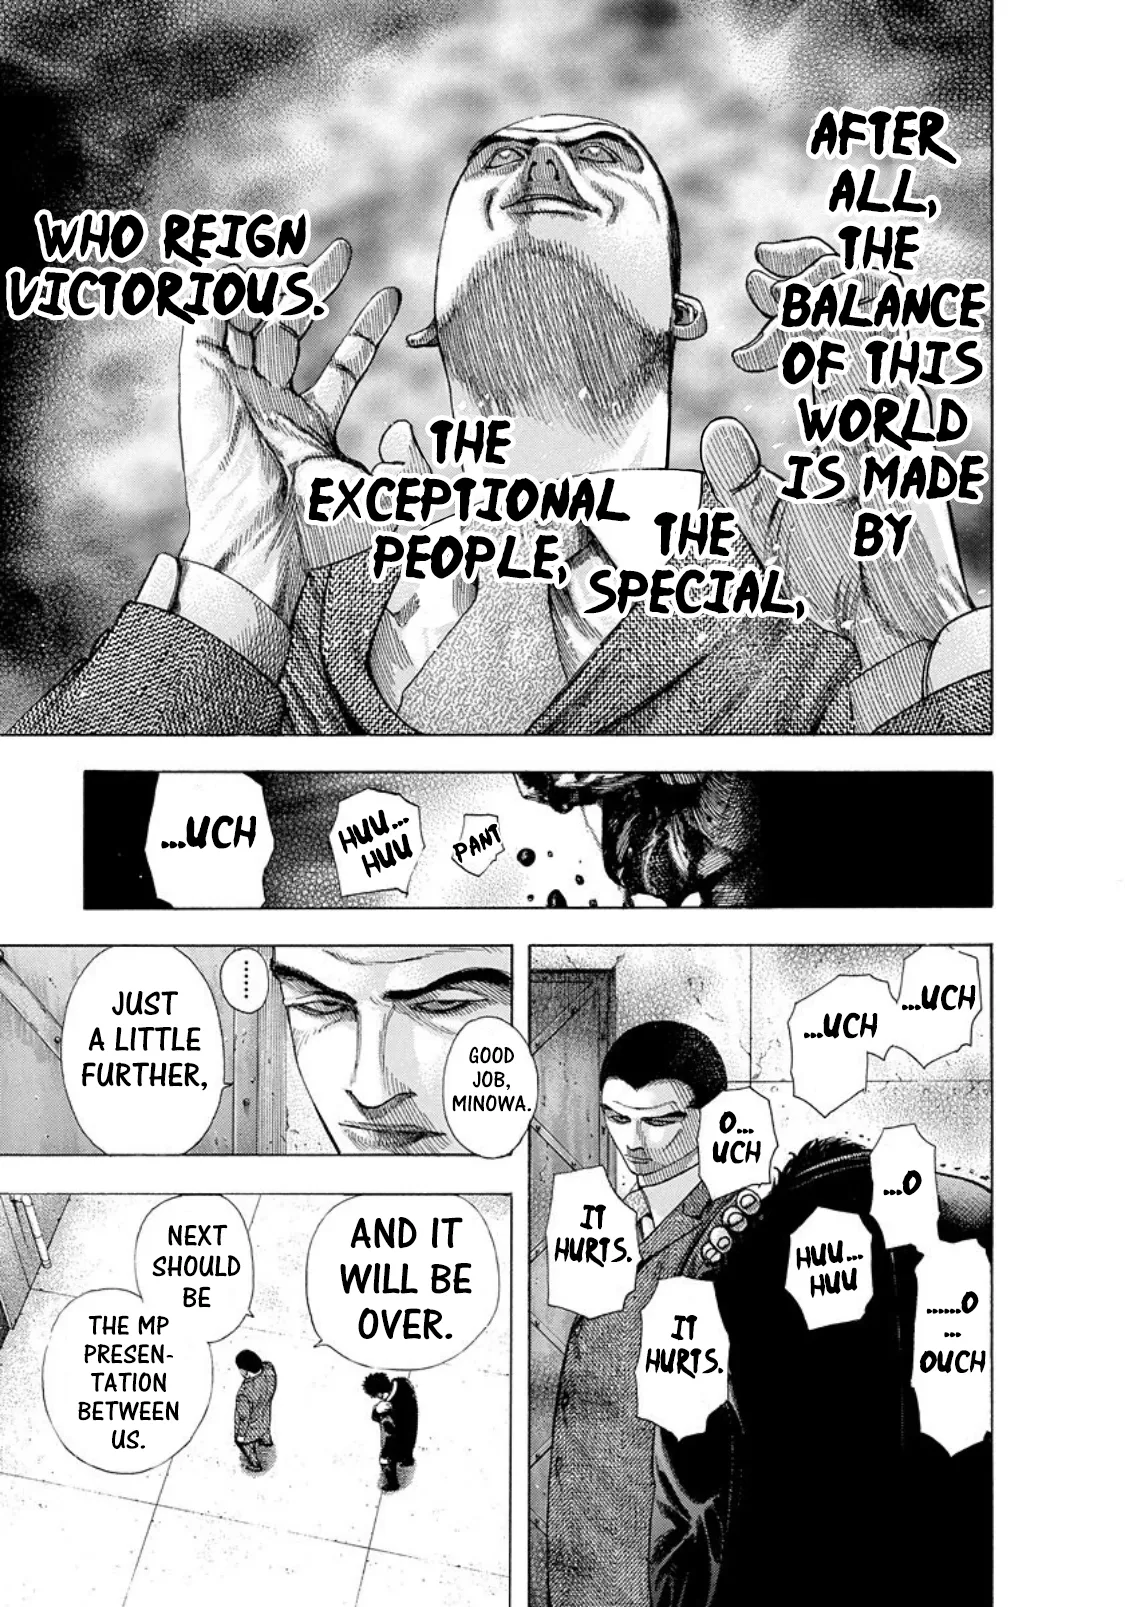 AFTER
ALL,
THE
BALANCE
OF THIS
WORLD
IS MADE
BY
THE
SPECIAL,
THE
EXCEPTIONAL
PEOPLE,
WHO REIGN
VICTORIOUS.
PANT
HUU...
HUU
...UCH
...UCH
...UCH
O...
UCH
...O
IT
HURTS.
HUU...
HUU
......O
...
OUCH
IT
HURTS.
GOOD
JOB,
MINOWA.
......
JUST
A LITTLE
FURTHER,
AND IT
WILL BE
OVER.
NEXT
SHOULD
BE
THE MP
PRESEN-
TATION
BETWEEN
US.